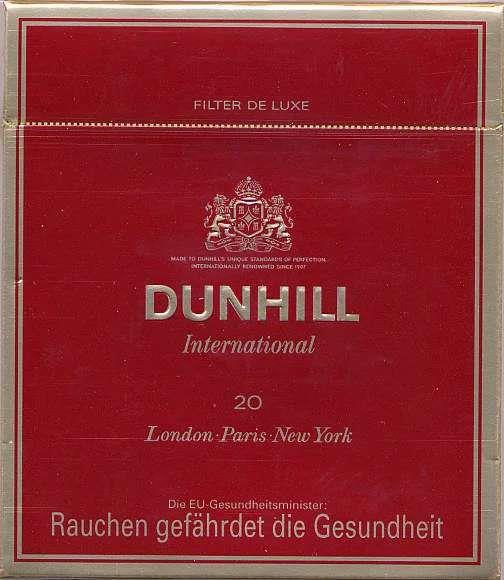 FILTER DE LUXE
MADE TO DUNHILL'S UNIQUE STANDARDS OF PERFECTION.
INTERNATIONALLY RENOWNED SINCE 1907
DUNHILL
International
20
London · Paris · New York
Die EU-Gesundheitsminister:
Rauchen gefährdet die Gesundheit